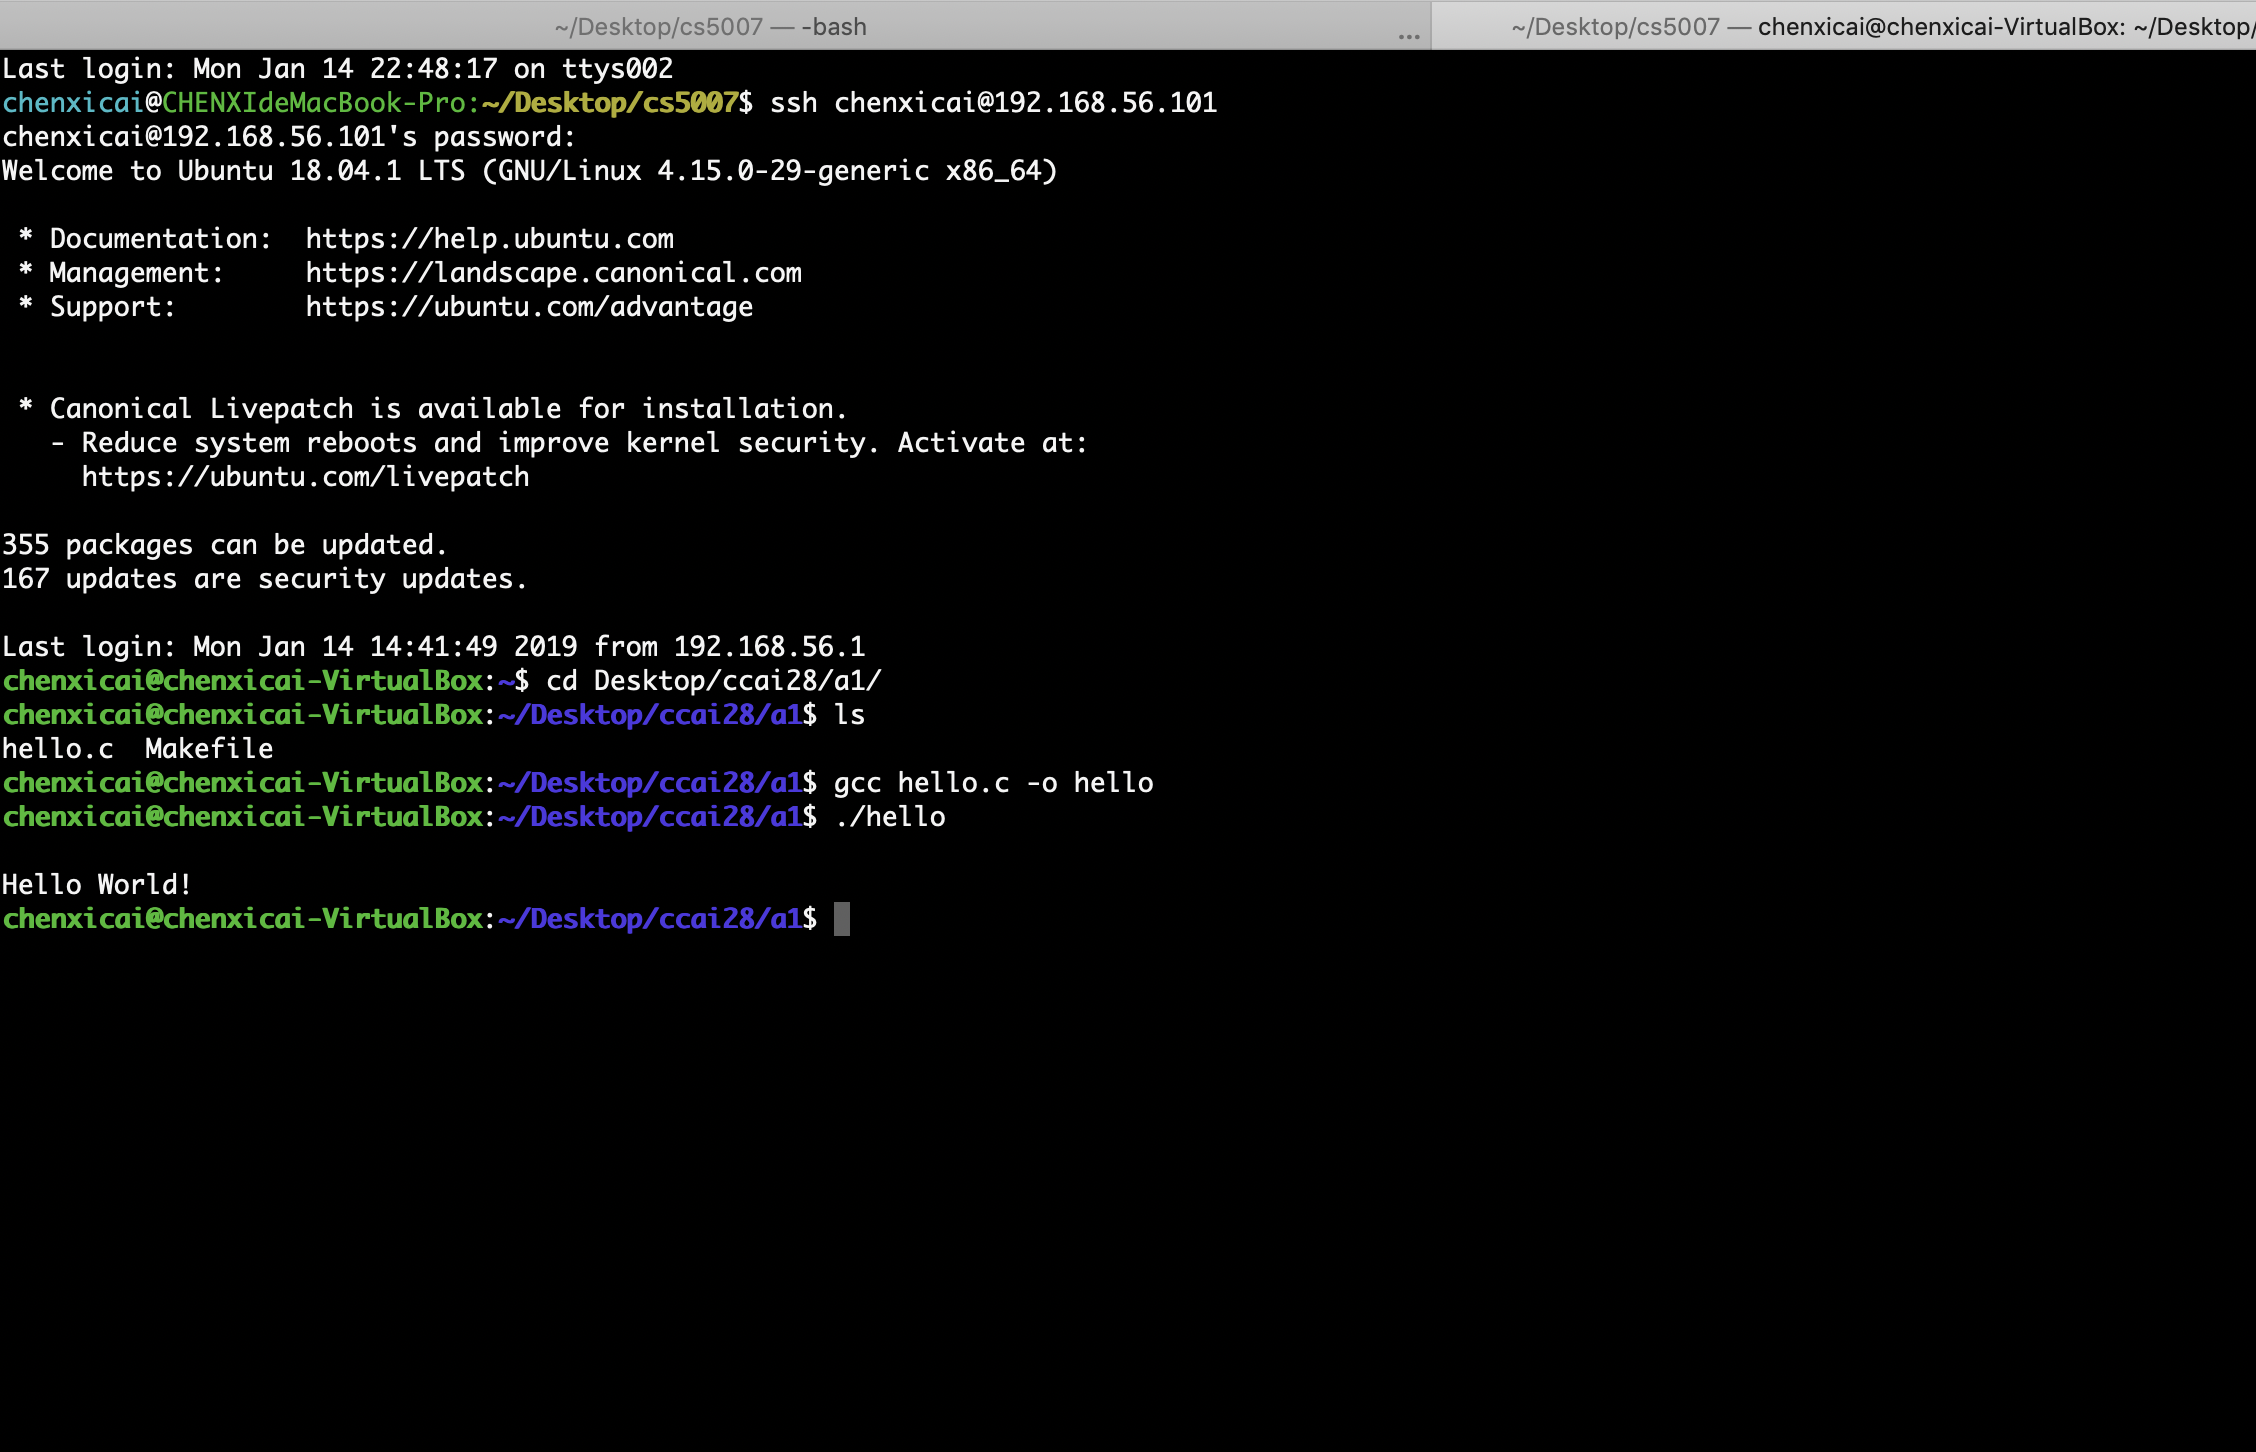 ~/Desktop/cs5007 — -bash ... ~/Desktop/cs5007 — chenxicai@chenxicai-VirtualBox: ~/Desktop/
Last login: Mon Jan 14 22:48:17 on ttys002
chenxicai@CHENXIdeMacBook-Pro:~/Desktop/cs5007$ ssh chenxicai@192.168.56.101
chenxicai@192.168.56.101's password:
Welcome to Ubuntu 18.04.1 LTS (GNU/Linux 4.15.0-29-generic x86_64)
* Documentation:  https://help.ubuntu.com
* Management:     https://landscape.canonical.com
* Support:        https://ubuntu.com/advantage
* Canonical Livepatch is available for installation.
- Reduce system reboots and improve kernel security. Activate at:
https://ubuntu.com/livepatch
355 packages can be updated.
167 updates are security updates.
Last login: Mon Jan 14 14:41:49 2019 from 192.168.56.1
chenxicai@chenxicai-VirtualBox:~$ cd Desktop/ccai28/a1/
chenxicai@chenxicai-VirtualBox:~/Desktop/ccai28/a1$ ls
hello.c  Makefile
chenxicai@chenxicai-VirtualBox:~/Desktop/ccai28/a1$ gcc hello.c -o hello
chenxicai@chenxicai-VirtualBox:~/Desktop/ccai28/a1$ ./hello
Hello World!
chenxicai@chenxicai-VirtualBox:~/Desktop/ccai28/a1$